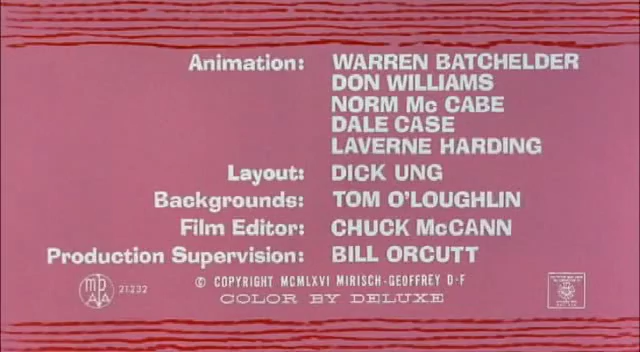 Animation: WARREN BATCHELDER
DON WILLIAMS
NORM Mc CABE
DALE CASE
LAVERNE HARDING
Layout: DICK UNG
Backgrounds: TOM O'LOUGHLIN
Film Editor: CHUCK McCANN
Production Supervision: BILL ORCUTT
© COPYRIGHT MCMLXVI MIRISCH-GEOFFREY D-F
MPAA 21232
COLOR BY DELUXE